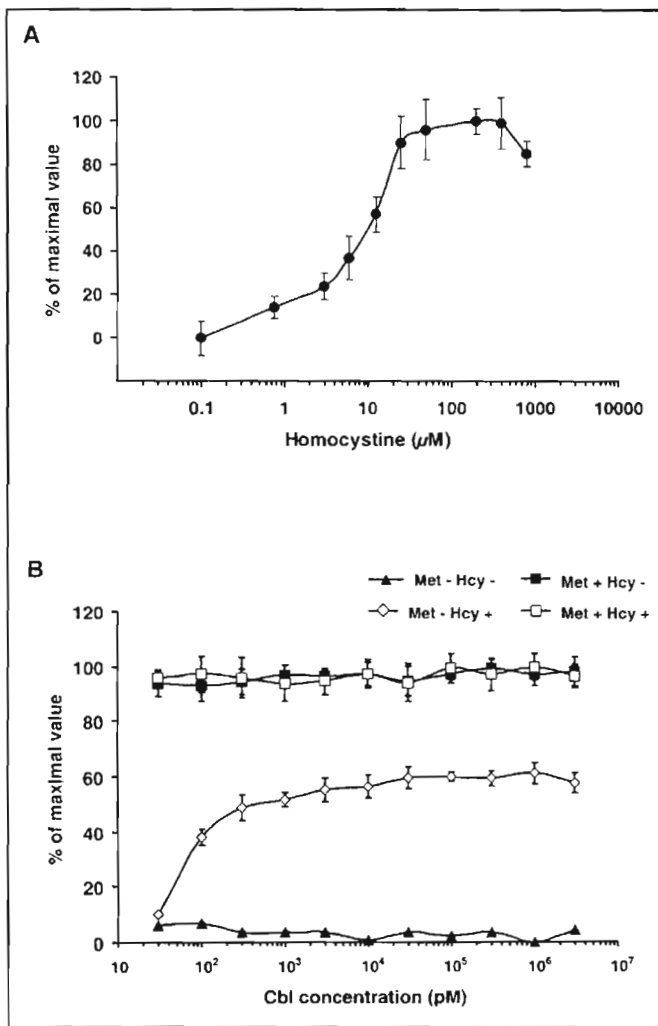 A
120
100
80
60
40
20
0
% of maximal value
0.1 1 10 100 1000 10000
Homocystine (µM)
B
Met - Hcy - Met + Hcy -
Met - Hcy + Met + Hcy +
120
100
80
60
40
20
0
% of maximal value
10 10² 10³ 10⁴ 10⁵ 10⁶ 10⁷
Cbl concentration (pM)